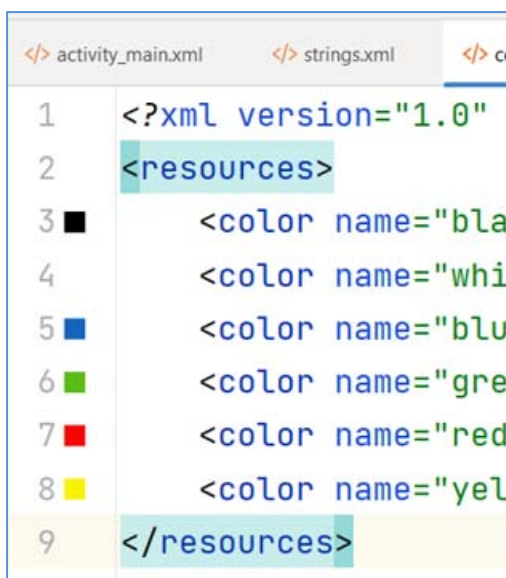 </> activity_main.xml </> strings.xml </> c
1 <?xml version="1.0"
2 <resources>
3 <color name="bla
4 <color name="whi
5 <color name="blu
6 <color name="gre
7 <color name="red
8 <color name="yel
9 </resources>